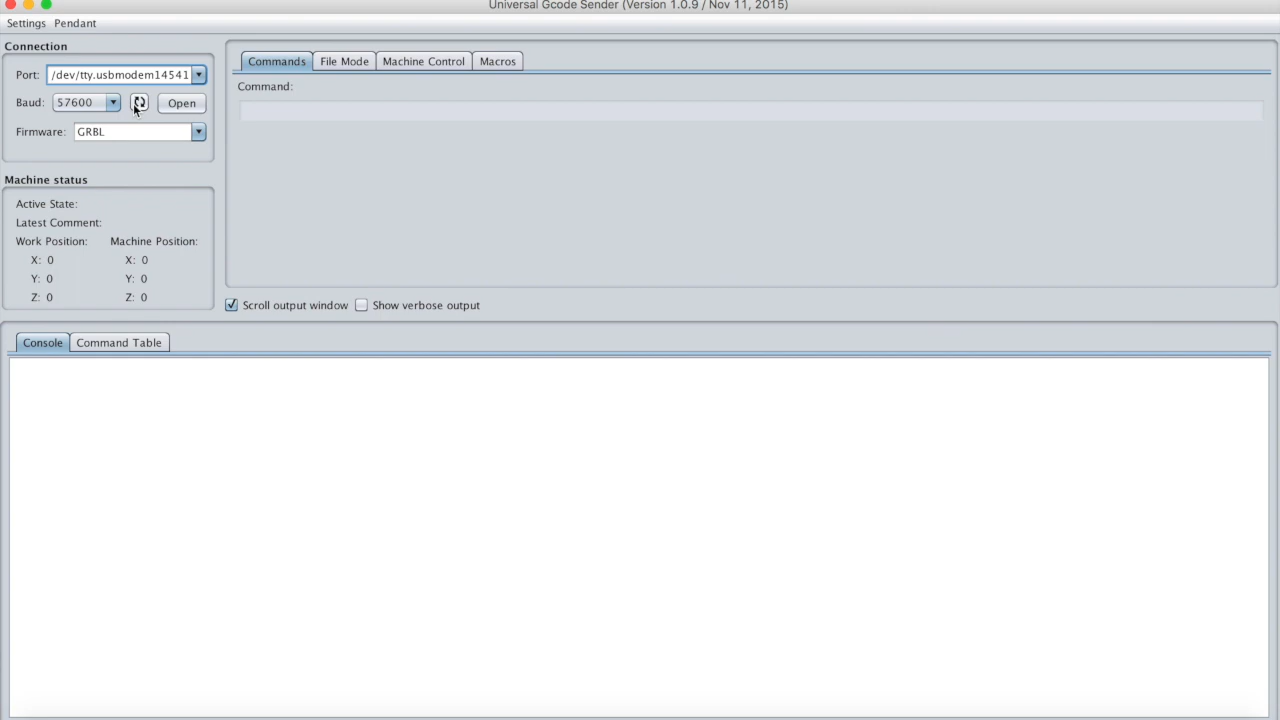 Universal Gcode Sender (Version 1.0.9 / Nov 11, 2015)
Settings Pendant
Connection
Port: /dev/tty.usbmodem14541
Baud: 57600 Open
Firmware: GRBL
Machine status
Active State:
Latest Comment:
Work Position: Machine Position:
X: 0 X: 0
Y: 0 Y: 0
Z: 0 Z: 0
Commands File Mode Machine Control Macros
Command:
Scroll output window Show verbose output
Console Command Table